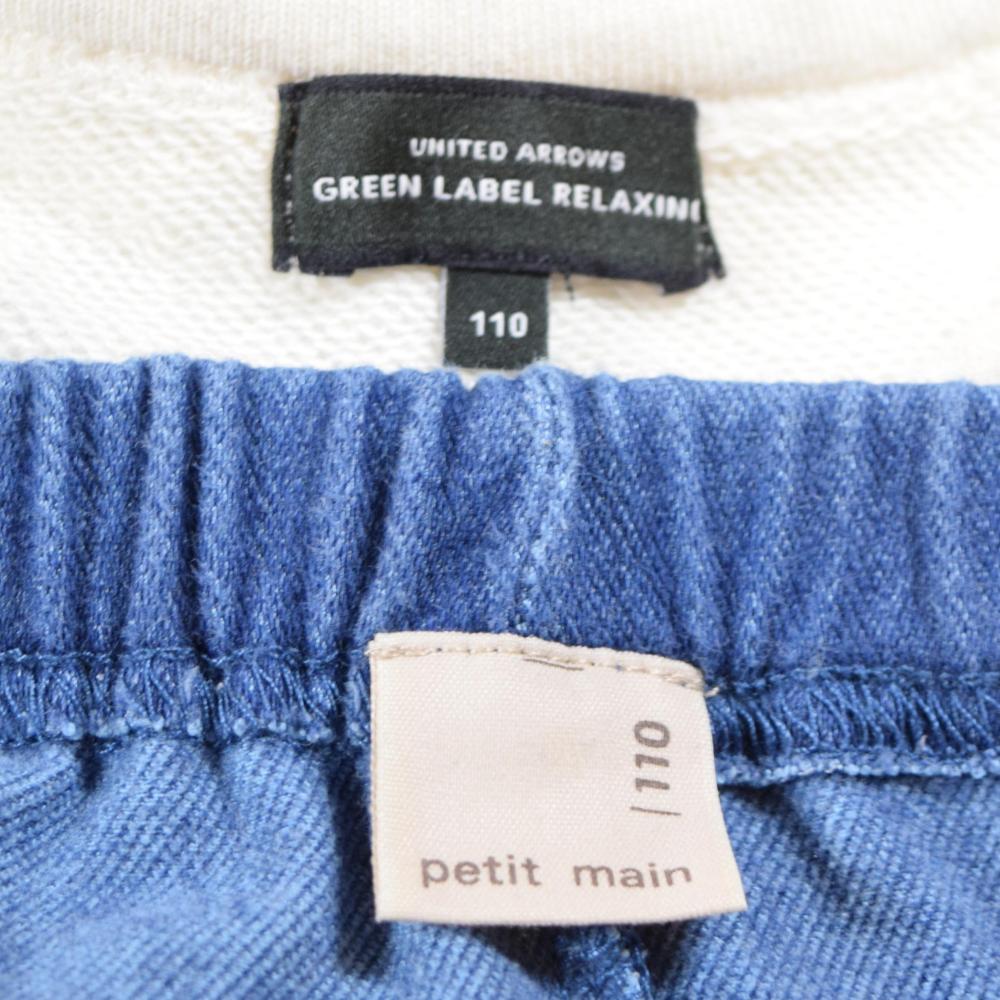 UNITED ARROWS
GREEN LABEL RELAXING
110
/110
petit main